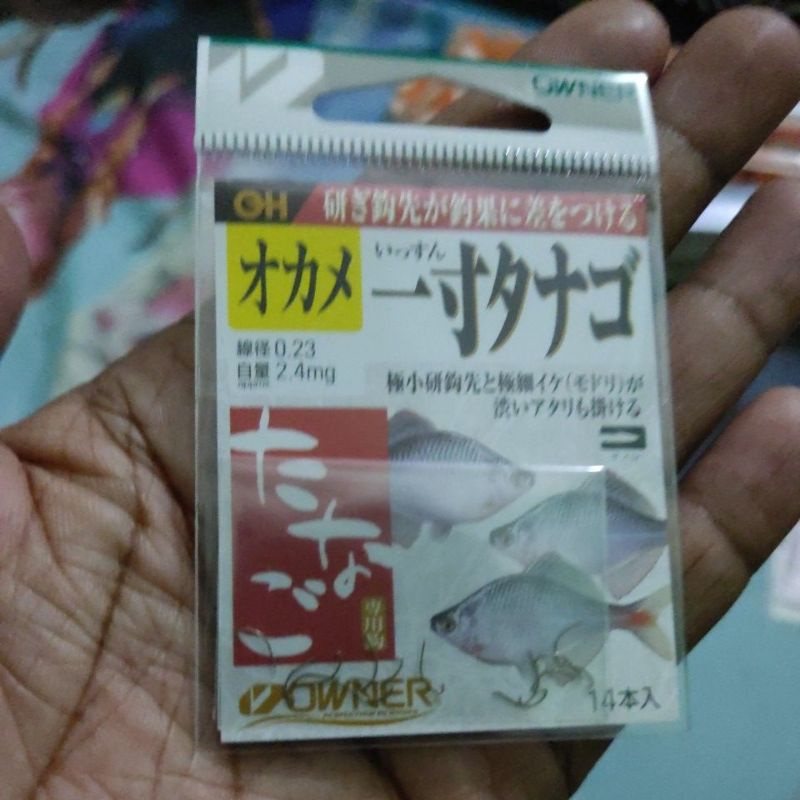 OWNER
OH 研ぎ鈎先が釣果に差をつける
オカメ
いっすん
一寸タナゴ
線径 0.23
自量 2.4mg
approx
極小研鈎先と極細イケ(モドリ)が
渋いアタリも掛ける
たなご
専用鈎
OWNER
14本入